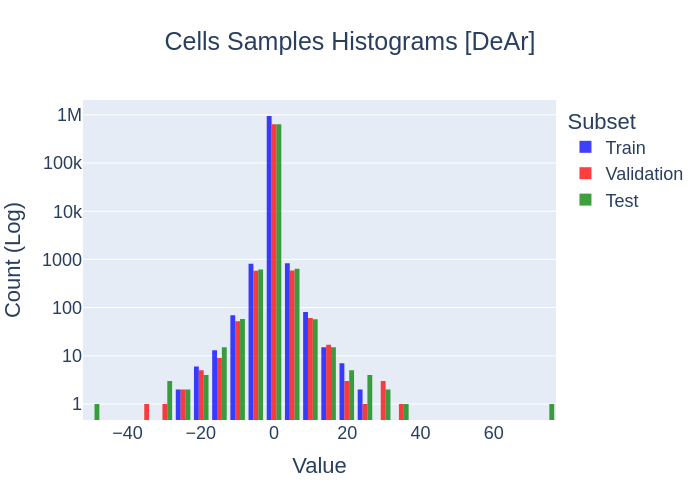 Cells Samples Histograms [DeAr]
Subset
Train
Validation
Test
Count (Log)
1M
100k
10k
1000
100
10
1
−40
−20
0
20
40
60
Value